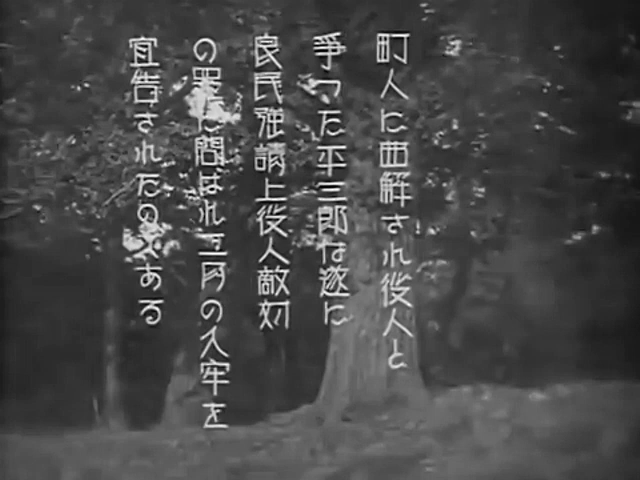 町人に曲解され役人と
爭つた平三郎は遂に
良民強請上役人敵対
の罪に問はれ五月の入牢を
宣告されたのである